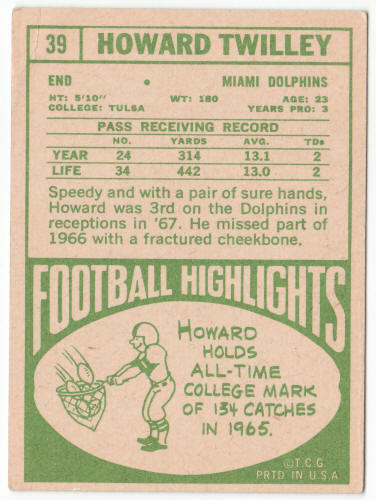 39 HOWARD TWILLEY
END • MIAMI DOLPHINS
HT: 5'10" WT: 180 AGE: 23
COLLEGE: TULSA YEARS PRO: 3
PASS RECEIVING RECORD
NO. YARDS AVG. TDs
YEAR 24 314 13.1 2
LIFE 34 442 13.0 2
Speedy and with a pair of sure hands,
Howard was 3rd on the Dolphins in
receptions in '67. He missed part of
1966 with a fractured cheekbone.
FOOTBALL HIGHLIGHTS
HOWARD
HOLDS
ALL-TIME
COLLEGE MARK
OF 134 CATCHES
IN 1965.
© T.C.G.
PRTD IN U.S.A.